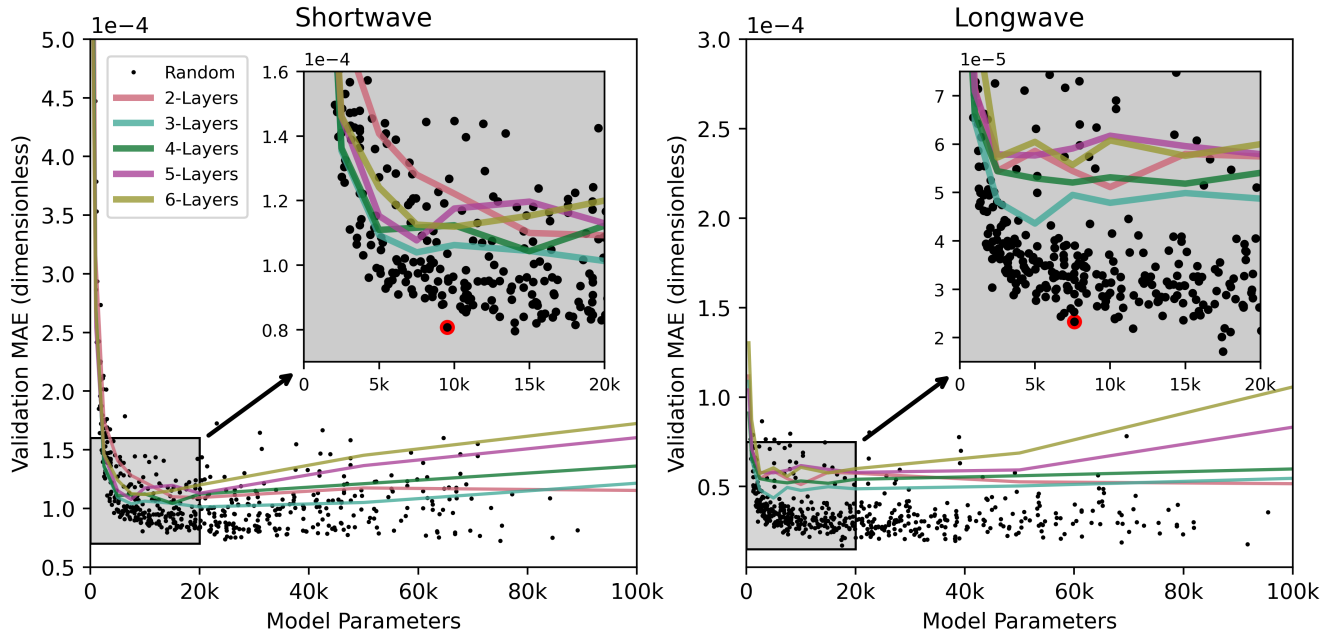 Shortwave
1e−4
Validation MAE (dimensionless)
5.0
4.5
4.0
3.5
3.0
2.5
2.0
1.5
1.0
0.5
0
20k
40k
60k
80k
100k
Model Parameters
Random
2-Layers
3-Layers
4-Layers
5-Layers
6-Layers
1e−4
1.6
1.4
1.2
1.0
0.8
0
5k
10k
15k
20k
Longwave
1e−4
Validation MAE (dimensionless)
3.0
2.5
2.0
1.5
1.0
0.5
0
20k
40k
60k
80k
100k
Model Parameters
1e−5
7
6
5
4
3
2
0
5k
10k
15k
20k